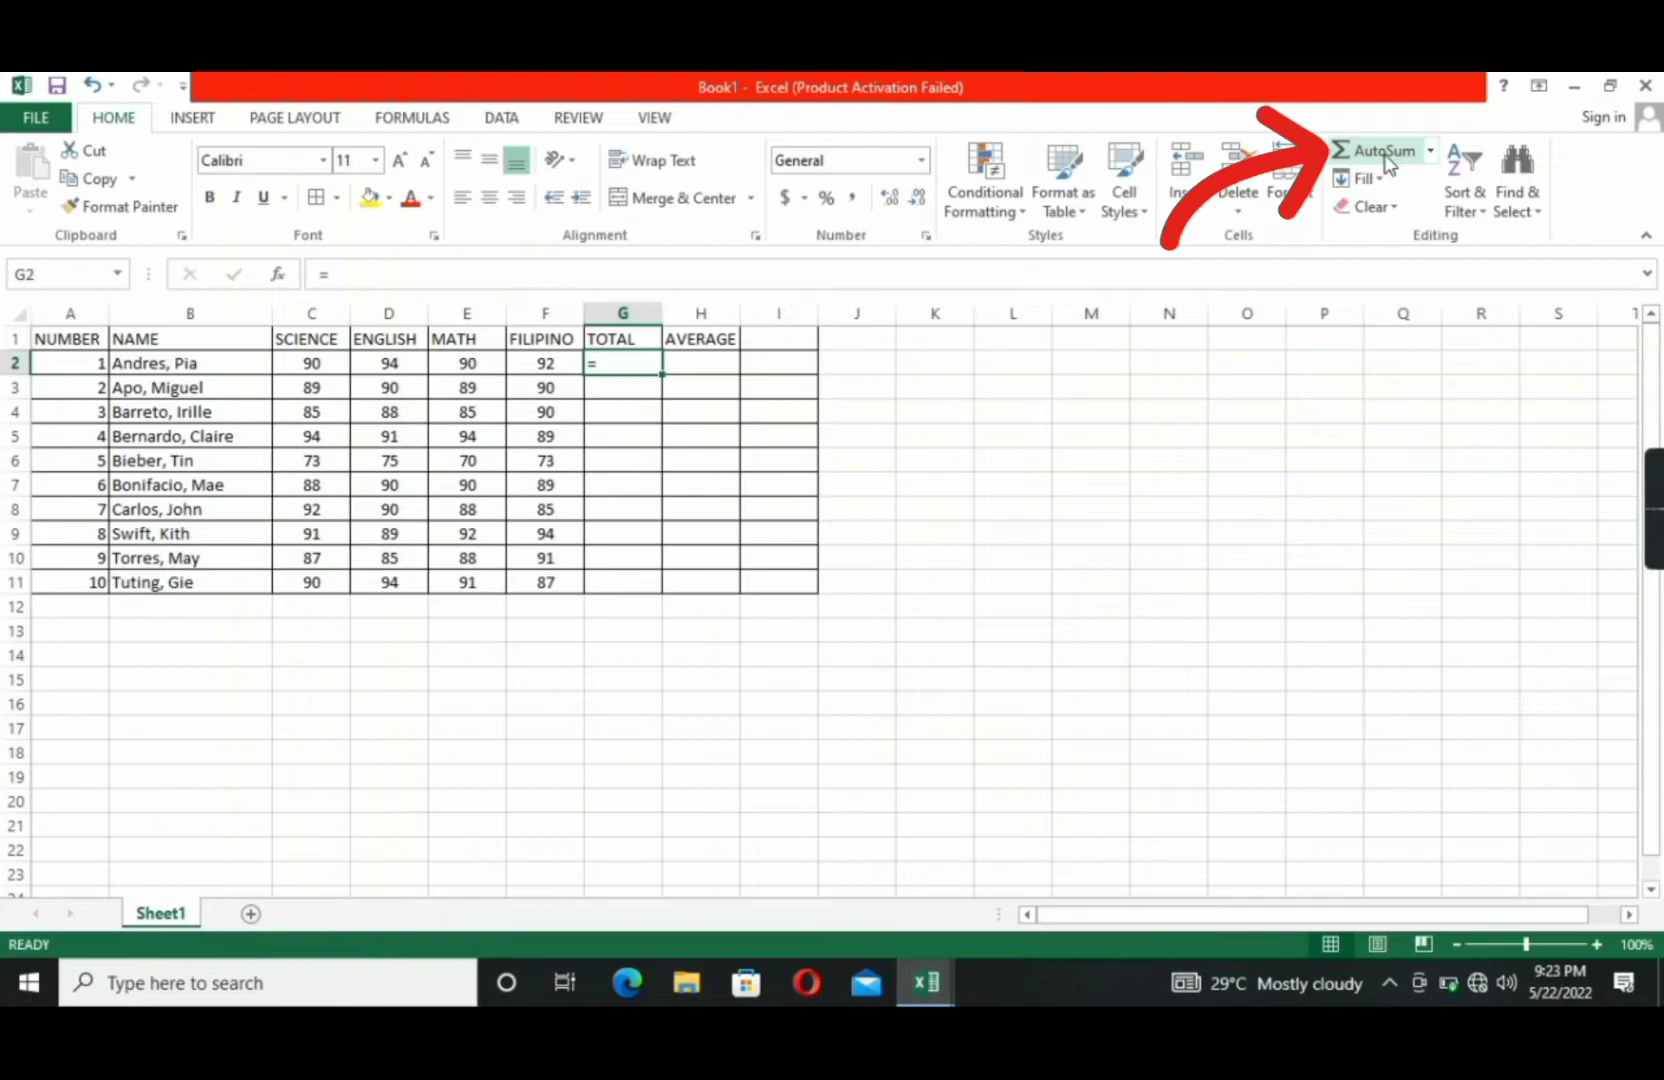 Book1 - Excel (Product Activation Failed)
?
FILE HOME INSERT PAGE LAYOUT FORMULAS DATA REVIEW VIEW Sign in
Paste
Cut
Copy
Format Painter
Clipboard
Calibri 11
B I U A
Font
Wrap Text
Merge & Center
Alignment
General
$ % ,
Number
Conditional Formatting
Format as Table
Cell Styles
Styles
Delete
Cells
AutoSum
Fill
Clear
Sort & Filter
Find & Select
Editing
G2 fx =
A B C D E F G H I J K L M N O P Q R S
1 NUMBER NAME SCIENCE ENGLISH MATH FILIPINO TOTAL AVERAGE
2 1 Andres, Pia 90 94 90 92 =
3 2 Apo, Miguel 89 90 89 90
4 3 Barreto, Irille 85 88 85 90
5 4 Bernardo, Claire 94 91 94 89
6 5 Bieber, Tin 73 75 70 73
7 6 Bonifacio, Mae 88 90 90 89
8 7 Carlos, John 92 90 88 85
9 8 Swift, Kith 91 89 92 94
10 9 Torres, May 87 85 88 91
11 10 Tuting, Gie 90 94 91 87
12
13
14
15
16
17
18
19
20
21
22
23
Sheet1
READY 100%
Type here to search 29°C Mostly cloudy 9:23 PM
5/22/2022